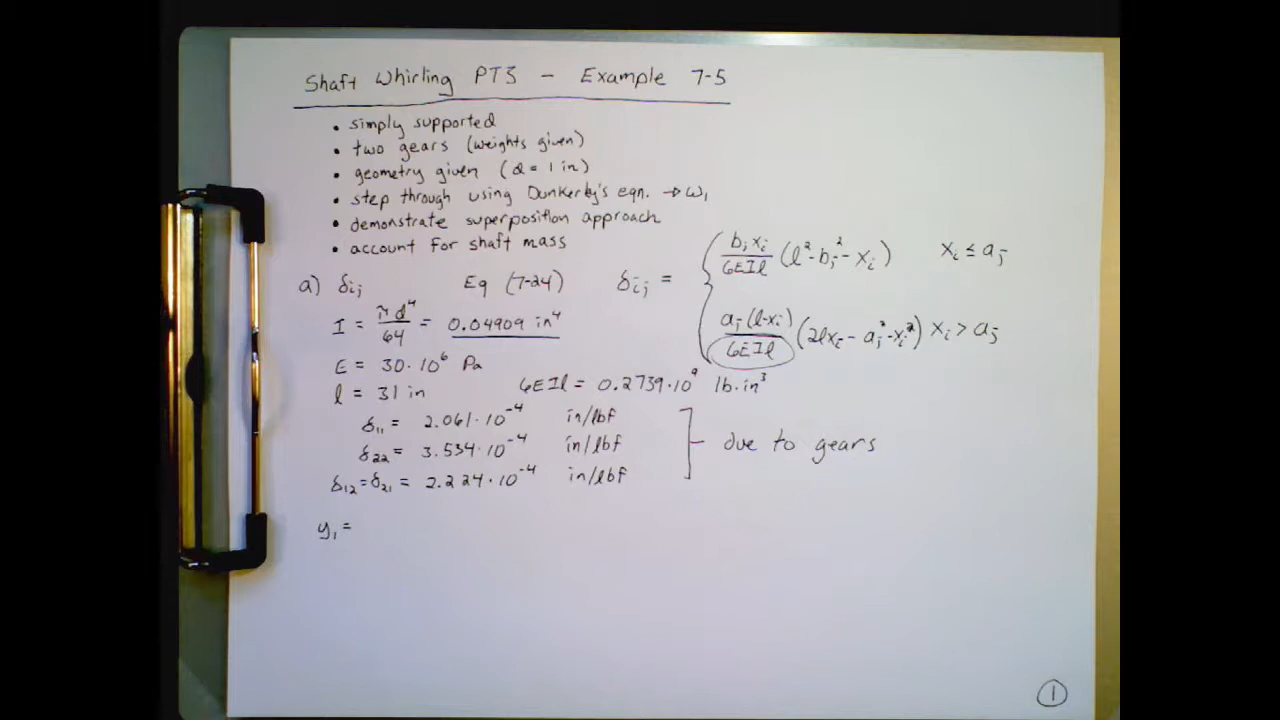 Shaft Whirling PT3 - Example 7-5
• simply supported
• two gears (weights given)
• geometry given (d = 1 in)
• step through using Dunkerley's eqn. → ω₁
• demonstrate superposition approach
• account for shaft mass
a) δᵢⱼ Eq (7-24) δᵢⱼ = { bⱼxᵢ/6EIl (l²-bⱼ²-xᵢ²) xᵢ ≤ aⱼ
I = πd⁴/64 = 0.04909 in⁴ aⱼ(l-xᵢ)/6EIl (2lxᵢ - aⱼ²-xᵢ²) xᵢ > aⱼ
E = 30·10⁶ Pa
l = 31 in 6EIl = 0.2739·10⁹ lb·in³
δ₁₁ = 2.061·10⁻⁴ in/lbf
δ₂₂ = 3.534·10⁻⁴ in/lbf ] due to gears
δ₁₂=δ₂₁ = 2.224·10⁻⁴ in/lbf
y₁ =
1